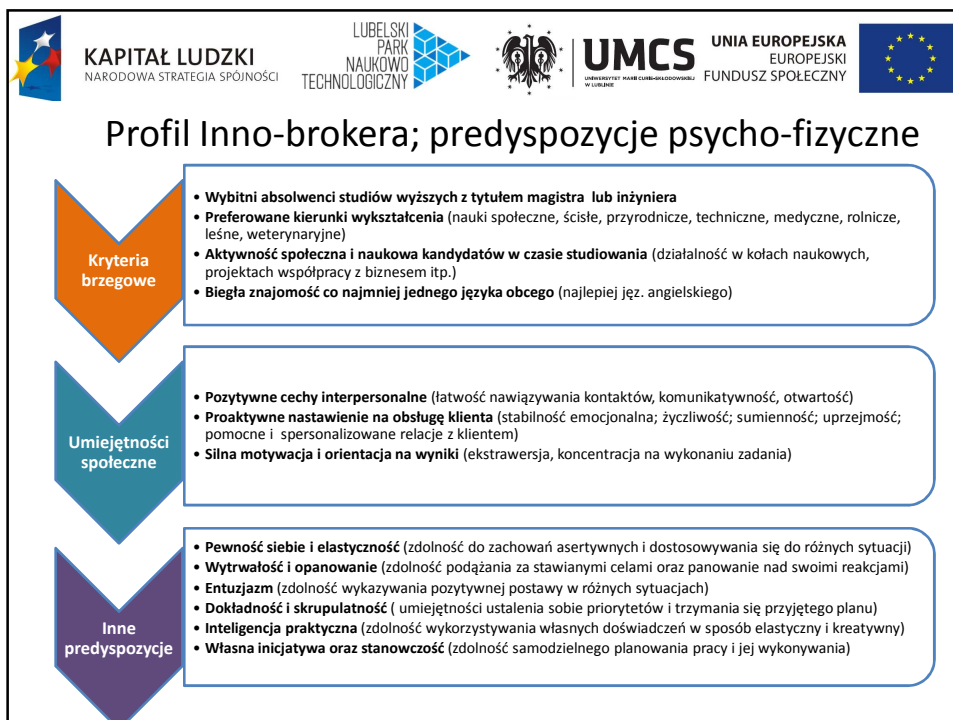 KAPITAŁ LUDZKI
NARODOWA STRATEGIA SPÓJNOŚCI
LUBELSKI
PARK
NAUKOWO
TECHNOLOGICZNY
UMCS
UNIWERSYTET MARII CURIE-SKŁODOWSKIEJ
W LUBLINIE
UNIA EUROPEJSKA
EUROPEJSKI
FUNDUSZ SPOŁECZNY
Profil Inno-brokera; predyspozycje psycho-fizyczne
Kryteria
brzegowe
• Wybitni absolwenci studiów wyższych z tytułem magistra lub inżyniera
• Preferowane kierunki wykształcenia (nauki społeczne, ścisłe, przyrodnicze, techniczne, medyczne, rolnicze,
leśne, weterynaryjne)
• Aktywność społeczna i naukowa kandydatów w czasie studiowania (działalność w kołach naukowych,
projektach współpracy z biznesem itp.)
• Biegła znajomość co najmniej jednego języka obcego (najlepiej jęz. angielskiego)
Umiejętności
społeczne
• Pozytywne cechy interpersonalne (łatwość nawiązywania kontaktów, komunikatywność, otwartość)
• Proaktywne nastawienie na obsługę klienta (stabilność emocjonalna; życzliwość; sumienność; uprzejmość;
pomocne i spersonalizowane relacje z klientem)
• Silna motywacja i orientacja na wyniki (ekstrawersja, koncentracja na wykonaniu zadania)
Inne
predyspozycje
• Pewność siebie i elastyczność (zdolność do zachowań asertywnych i dostosowywania się do różnych sytuacji)
• Wytrwałość i opanowanie (zdolność podążania za stawianymi celami oraz panowanie nad swoimi reakcjami)
• Entuzjazm (zdolność wykazywania pozytywnej postawy w różnych sytuacjach)
• Dokładność i skrupulatność ( umiejętności ustalenia sobie priorytetów i trzymania się przyjętego planu)
• Inteligencja praktyczna (zdolność wykorzystywania własnych doświadczeń w sposób elastyczny i kreatywny)
• Własna inicjatywa oraz stanowczość (zdolność samodzielnego planowania pracy i jej wykonywania)